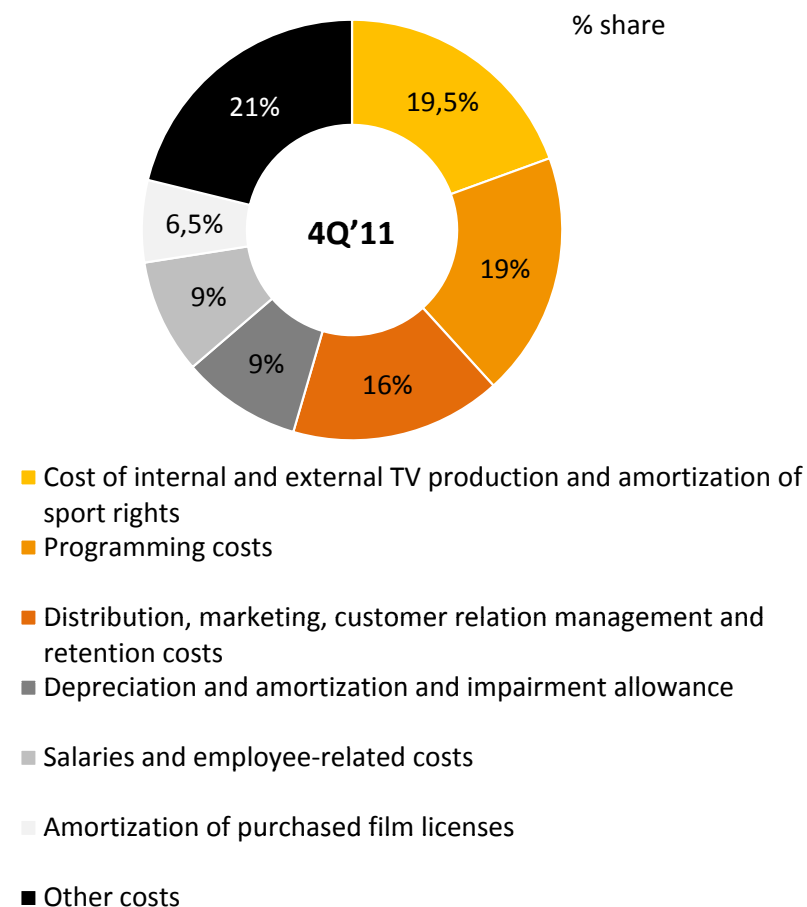 % share
21%
19,5%
6,5%
4Q’11
19%
9%
9%
16%
Cost of internal and external TV production and amortization of
sport rights
Programming costs
Distribution, marketing, customer relation management and
retention costs
Depreciation and amortization and impairment allowance
Salaries and employee-related costs
Amortization of purchased film licenses
Other costs